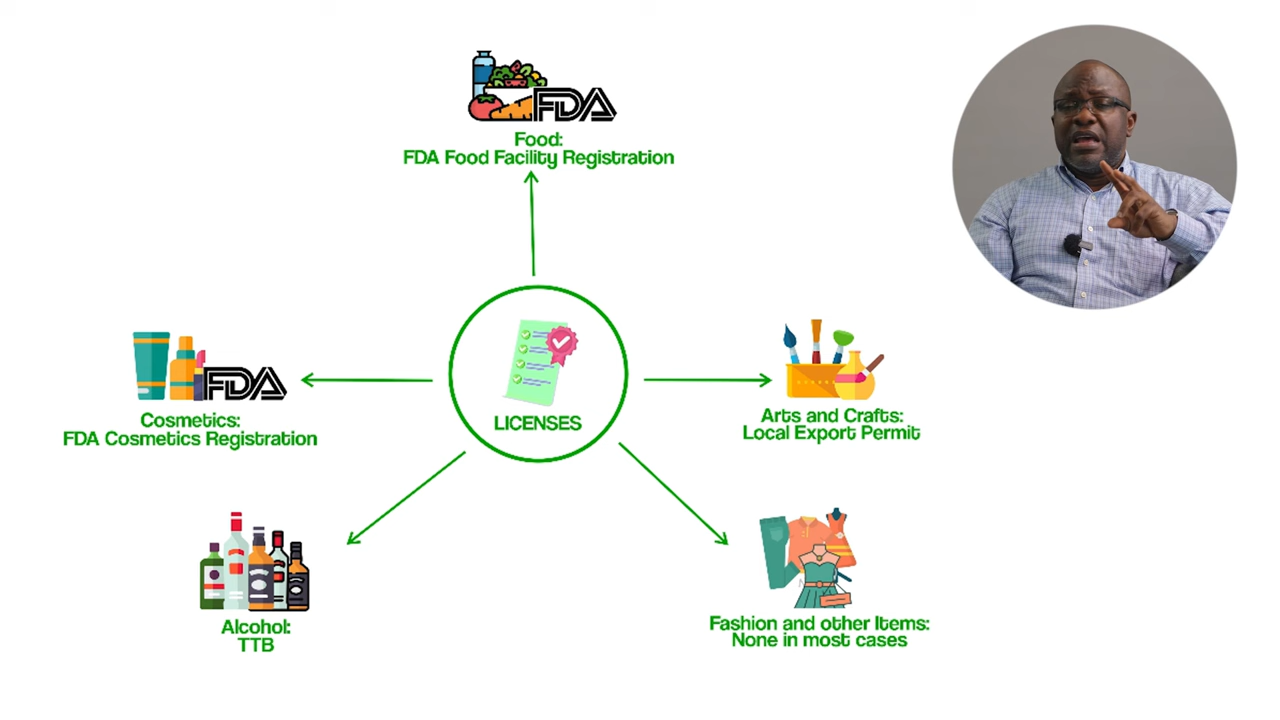 FDA
Food:
FDA Food Facility Registration
LICENSES
FDA
Cosmetics:
FDA Cosmetics Registration
Arts and Crafts:
Local Export Permit
Alcohol:
TTB
Fashion and other Items:
None in most cases